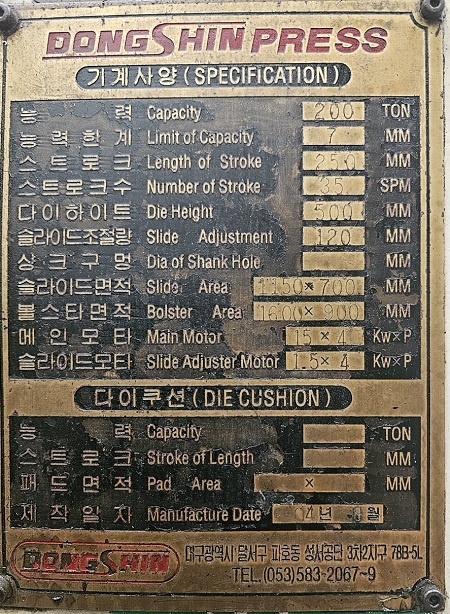 DONGSHIN PRESS
기계사양 (SPECIFICATION)
능력 Capacity 200 TON
능력한계 Limit of Capacity 7 MM
스트로크 Length of Stroke 250 MM
스트로크수 Number of Stroke 35 SPM
다이하이트 Die Height 500 MM
슬라이드조절량 Slide Adjustment 120 MM
상크구멍 Dia of Shank Hole MM
슬라이드면적 Slide Area 1150 × 700 MM
볼스타면적 Bolster Area 1600 × 900 MM
메인모타 Main Motor 15 × 4 Kw×P
슬라이드모타 Slide Adjuster Motor 1.5 × 4 Kw×P
다이쿠션 (DIE CUSHION)
능력 Capacity TON
스트로크 Stroke of Length MM
패드면적 Pad Area × MM
제작일자 Manufacture Date 04년 월
DONGSHIN 대구광역시 달서구 파호동 성서공단 3차2지구 78B-5L
TEL. (053)583-2067~9